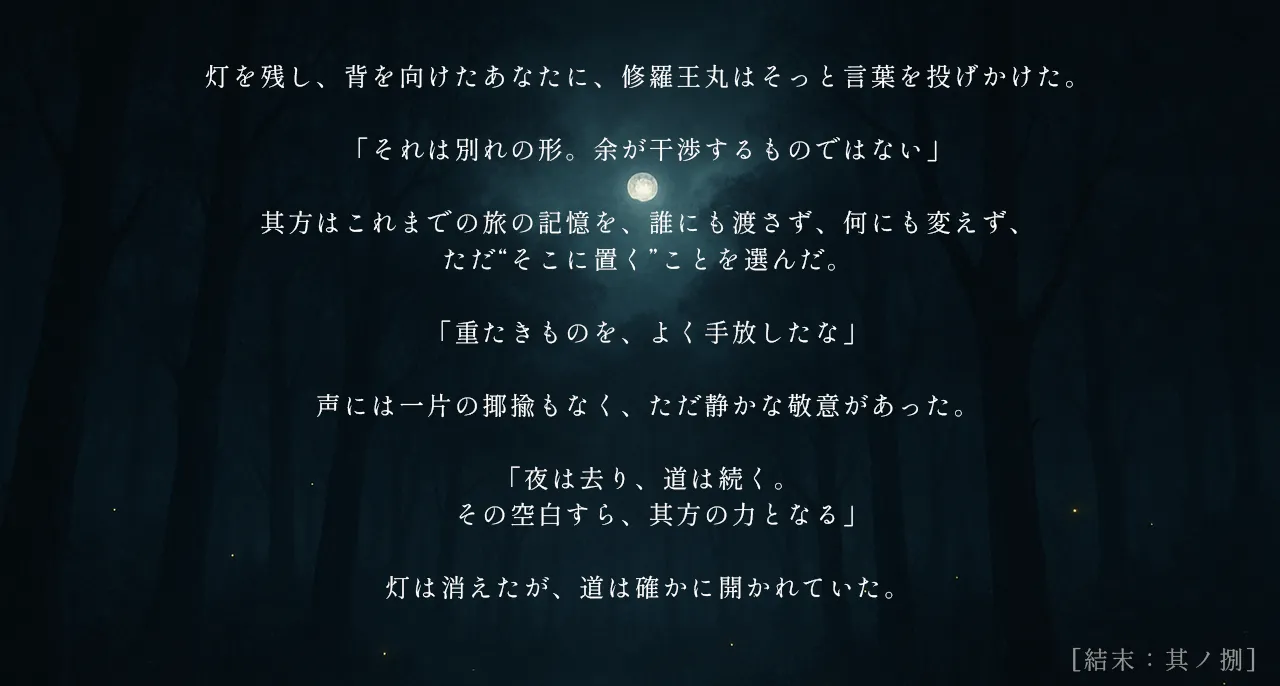 灯を残し、背を向けたあなたに、修羅王丸はそっと言葉を投げかけた。
「それは別れの形。余が干渉するものではない」
其方はこれまでの旅の記憶を、誰にも渡さず、何にも変えず、
ただ“そこに置く”ことを選んだ。
「重たきものを、よく手放したな」
声には一片の揶揄もなく、ただ静かな敬意があった。
「夜は去り、道は続く。
その空白すら、其方の力となる」
灯は消えたが、道は確かに開かれていた。
［結末：其ノ捌］